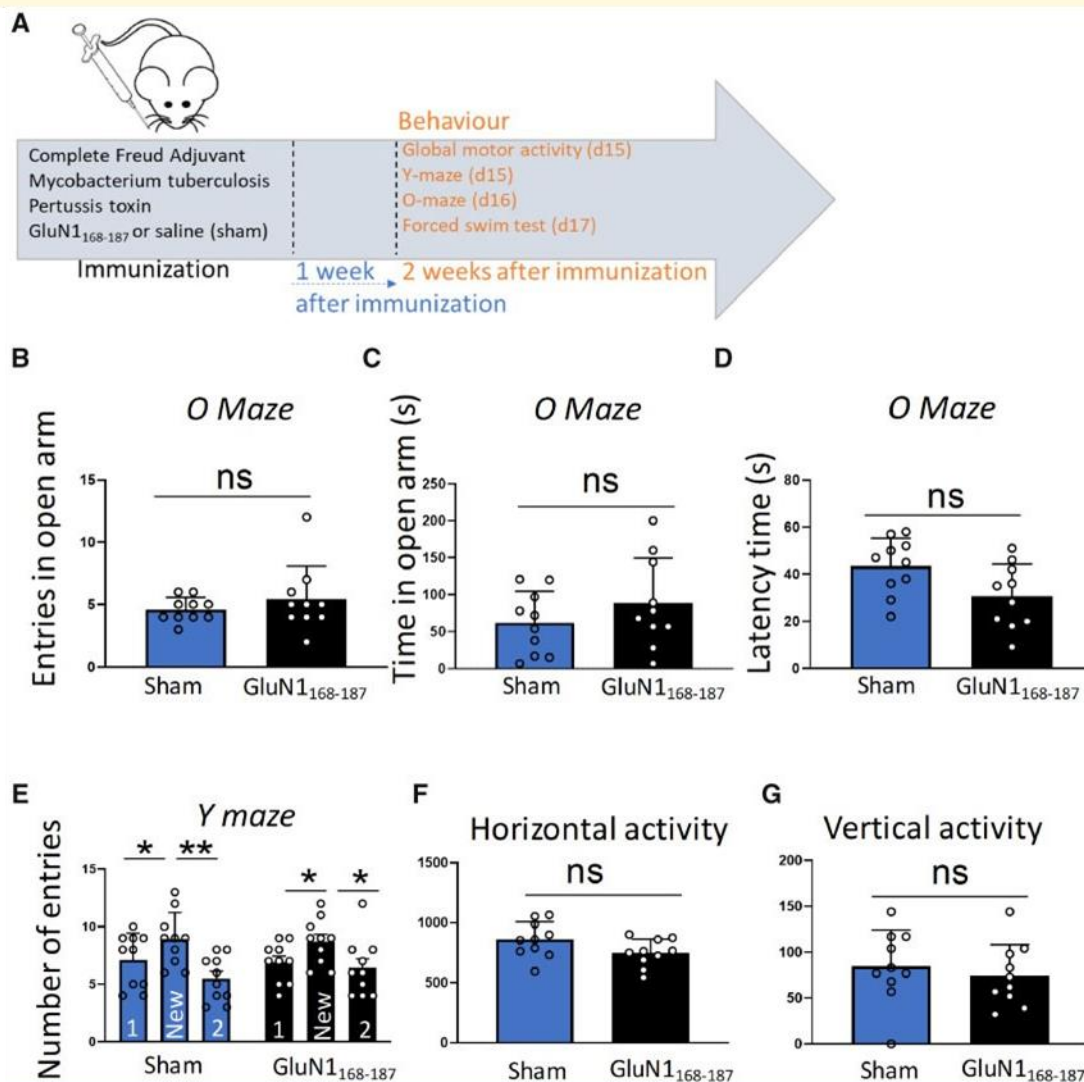 A
Complete Freud Adjuvant
Mycobacterium tuberculosis
Pertussis toxin
GluN1168-187 or saline (sham)
Immunization
1 week
after immunization
Behaviour
Global motor activity (d15)
Y-maze (d15)
O-maze (d16)
Forced swim test (d17)
2 weeks after immunization
B
O Maze
Entries in open arm
15
10
5
0
ns
Sham
GluN1168-187
C
O Maze
Time in open arm (s)
250
200
150
100
50
0
ns
Sham
GluN1168-187
D
O Maze
Latency time (s)
80
60
40
20
0
ns
Sham
GluN1168-187
E
Y maze
Number of entries
15
10
5
0
* **
* *
1 New 2
1 New 2
Sham
GluN1168-187
F
Horizontal activity
1500
1000
500
0
ns
Sham
GluN1168-187
G
Vertical activity
200
150
100
50
0
ns
Sham
GluN1168-187